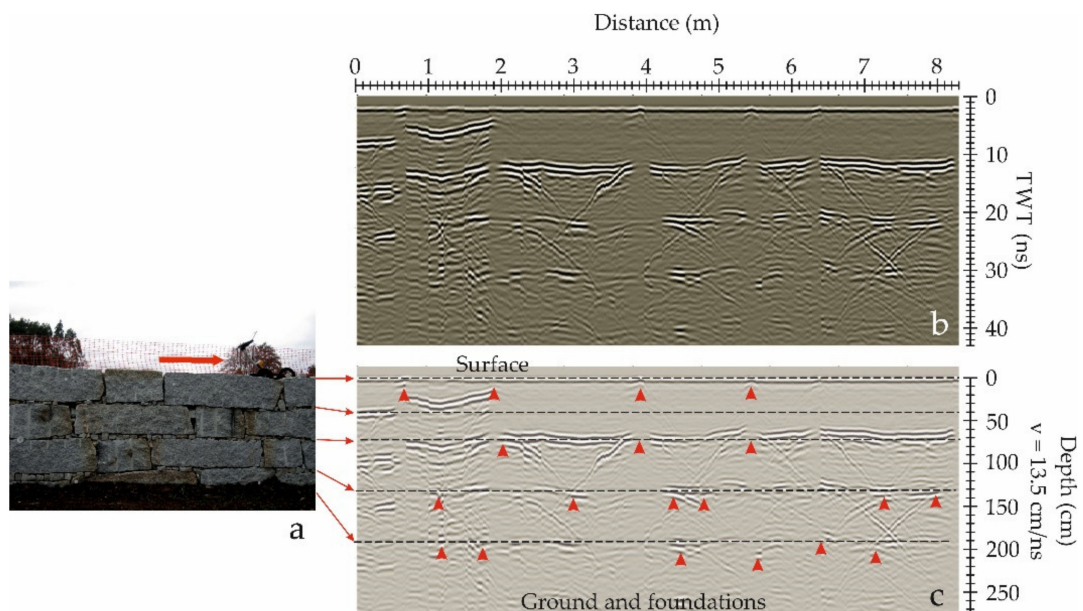 Distance (m)
0 1 2 3 4 5 6 7 8
0
10
20
30
40
TWT (ns)
b
a
Surface
0
50
100
150
200
250
Depth (cm)
v = 13.5 cm/ns
Ground and foundations
c